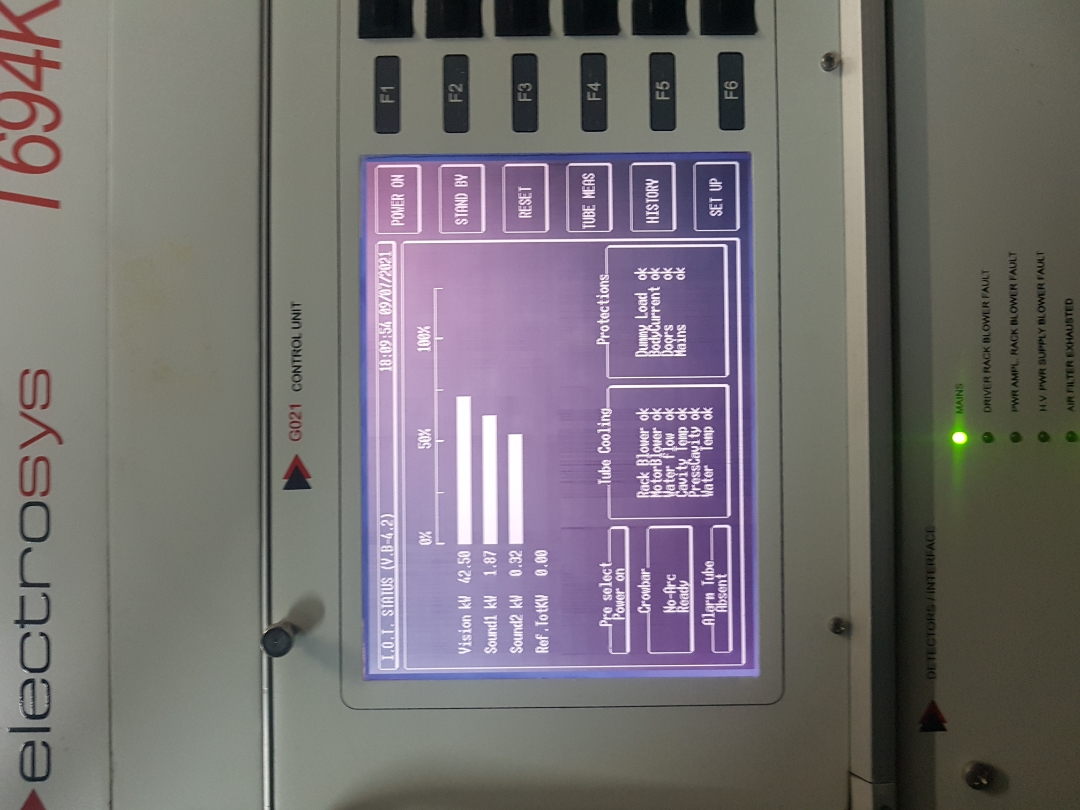 electrosys
T694K
G021 CONTROL UNIT
I.O.T. STATUS (V.B-4.2) 18:09:54 09/07/2021
0% 50% 100%
Vision kW 42.50
Sound1 kW 1.87
Sound2 kW 0.32
Ref.TotKW 0.00
Pre select
Power on
Crowbar
No-Arc
Ready
Alarm Tube
Absent
Tube Cooling
Rack Blower ok
MotorBlower ok
Water flow ok
Cavity Temp ok
PressCavity ok
Water Temp ok
Protections
Dummy Load ok
BodyCurrent ok
Doors ok
Mains ok
POWER ON
STAND BY
RESET
TUBE MEAS
HISTORY
SET UP
F1
F2
F3
F4
F5
F6
DETECTORS / INTERFACE
MAINS
DRIVER RACK BLOWER FAULT
PWR AMPL. RACK BLOWER FAULT
H.V. PWR SUPPLY BLOWER FAULT
AIR FILTER EXHAUSTED